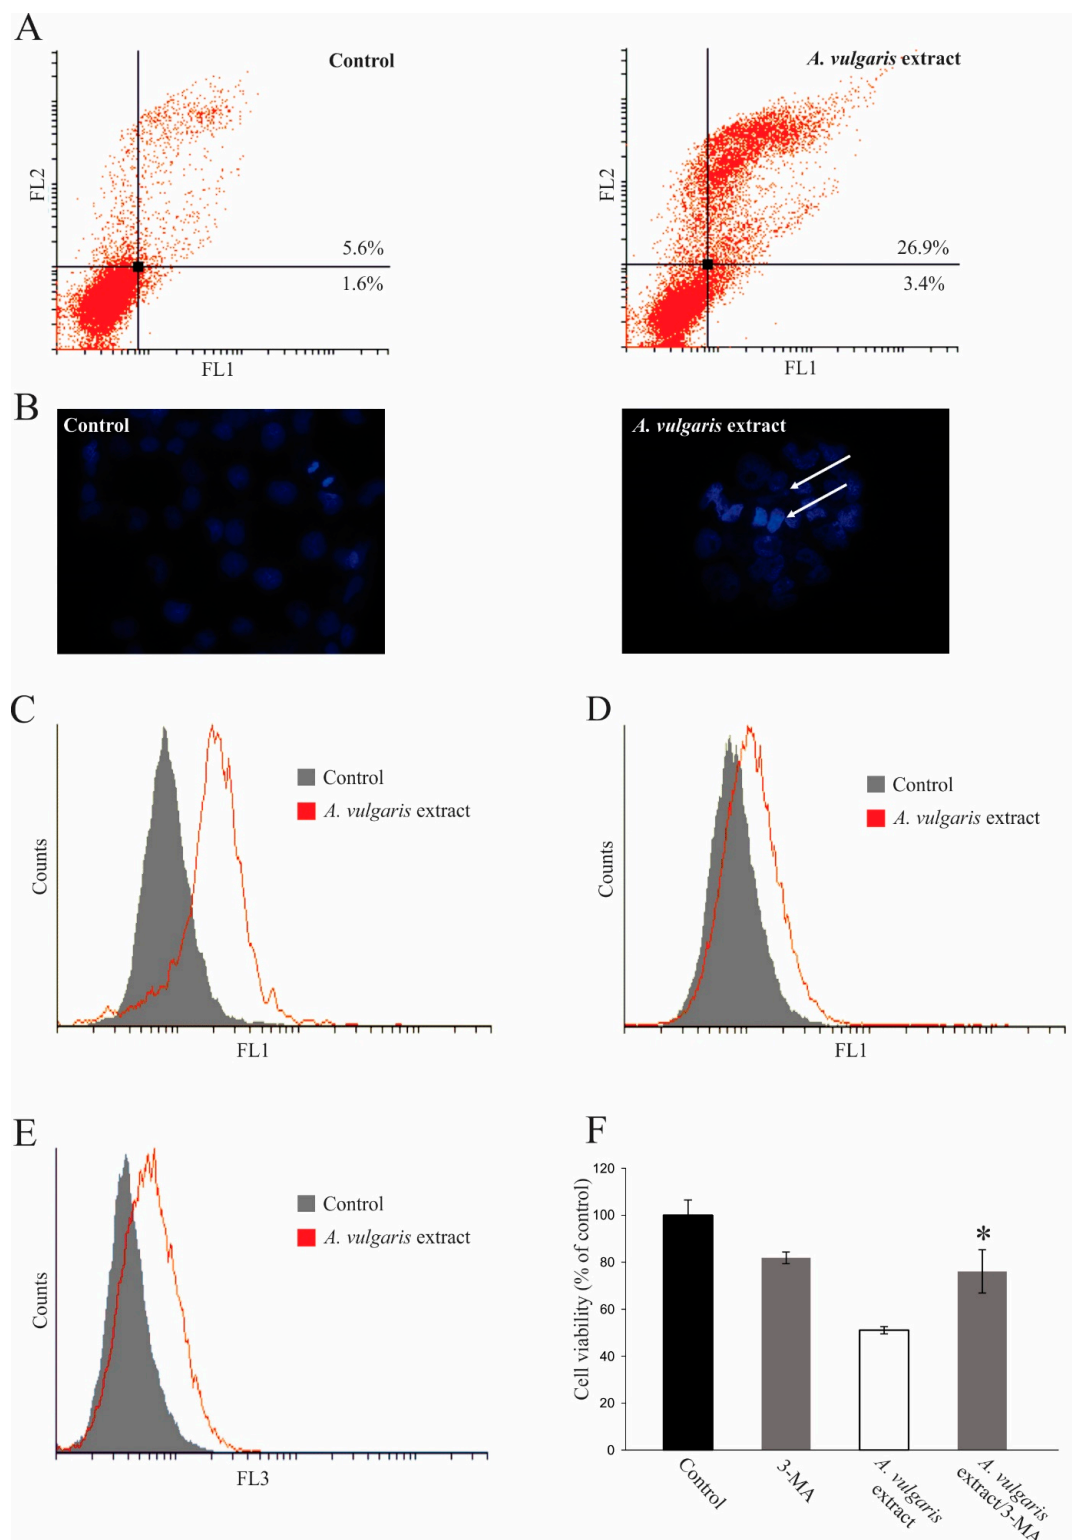 A
Control
FL2
5.6%
1.6%
FL1
A. vulgaris extract
FL2
26.9%
3.4%
FL1
B
Control
A. vulgaris extract
C
Counts
Control
A. vulgaris extract
FL1
D
Counts
Control
A. vulgaris extract
FL1
E
Counts
Control
A. vulgaris extract
FL3
F
Cell viability (% of control)
120
100
80
60
40
20
0
*
Control
3-MA
A. vulgaris
extract
A. vulgaris
extract/3-MA